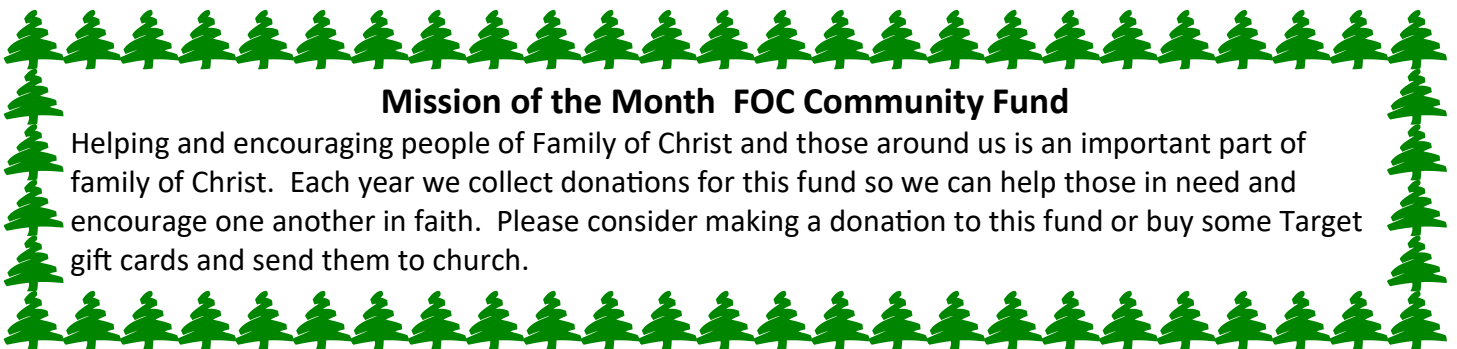 Mission of the Month  FOC Community Fund
Helping and encouraging people of Family of Christ and those around us is an important part of
family of Christ.  Each year we collect donations for this fund so we can help those in need and
encourage one another in faith.  Please consider making a donation to this fund or buy some Target
gift cards and send them to church.